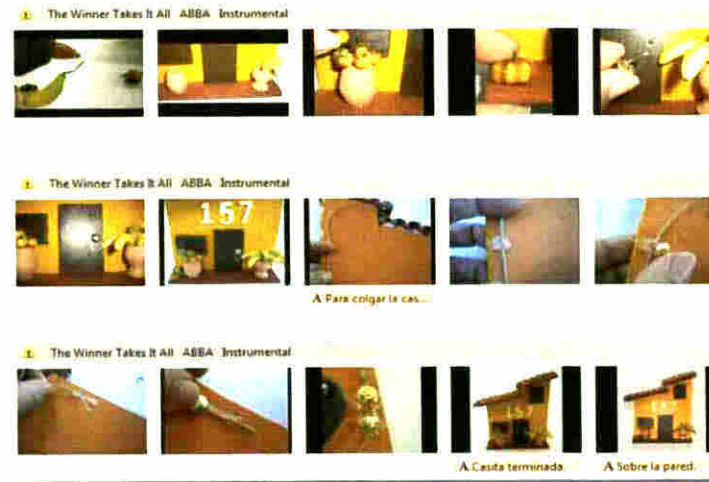 The Winner Takes It All ABBA Instrumental
The Winner Takes It All ABBA Instrumental
157
A Para colgar la cas...
The Winner Takes It All ABBA Instrumental
157
157
A Casita terminada
A Sobre la pared.